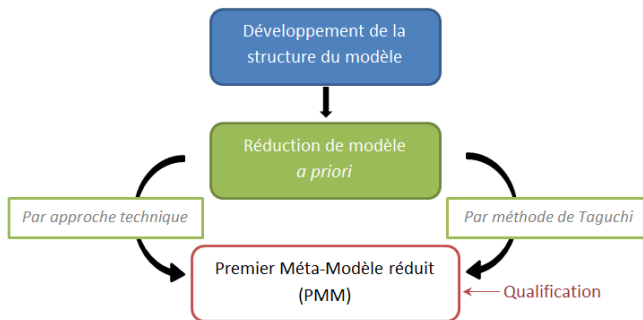 Développement de la
structure du modèle
Réduction de modèle
a priori
Par approche technique
Par méthode de Taguchi
Premier Méta-Modèle réduit
(PMM)
Qualification